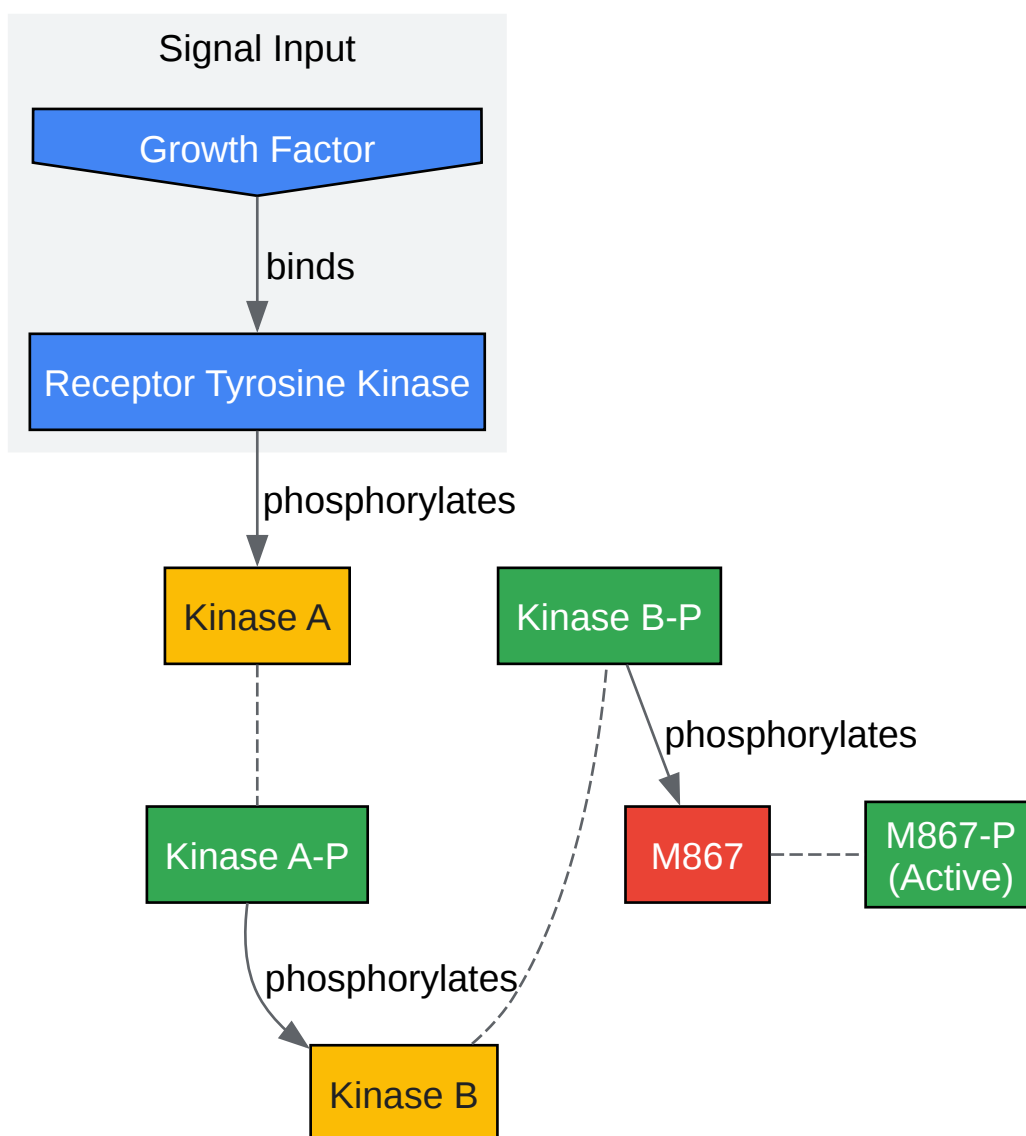 Signal Input
Growth Factor
binds
Receptor Tyrosine Kinase
phosphorylates
Kinase A
Kinase B-P
phosphorylates
Kinase A-P
M867
M867-P
(Active)
phosphorylates
Kinase B